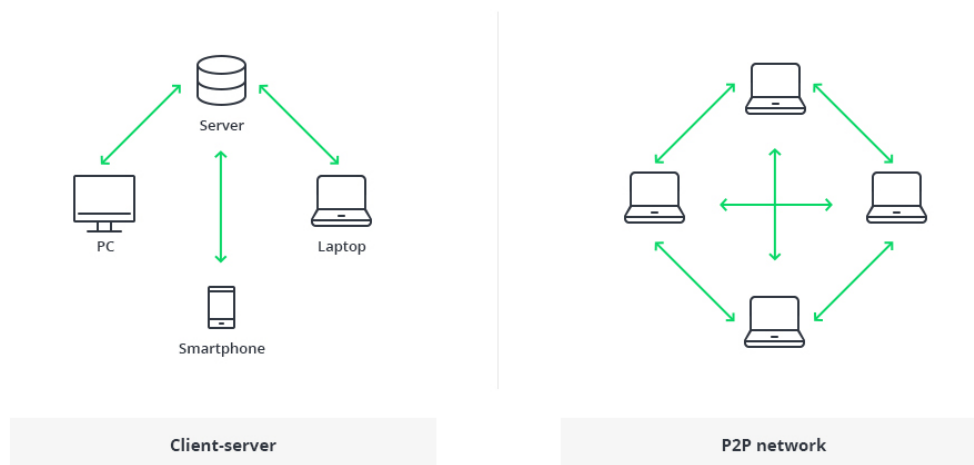 Server
PC
Laptop
Smartphone
Client-server
P2P network